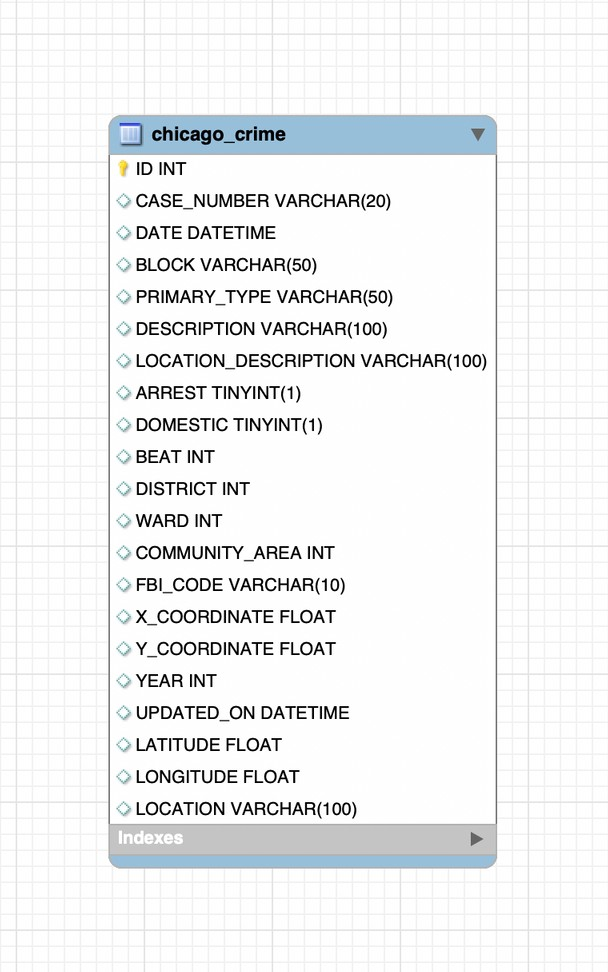 chicago_crime
ID INT
CASE_NUMBER VARCHAR(20)
DATE DATETIME
BLOCK VARCHAR(50)
PRIMARY_TYPE VARCHAR(50)
DESCRIPTION VARCHAR(100)
LOCATION_DESCRIPTION VARCHAR(100)
ARREST TINYINT(1)
DOMESTIC TINYINT(1)
BEAT INT
DISTRICT INT
WARD INT
COMMUNITY_AREA INT
FBI_CODE VARCHAR(10)
X_COORDINATE FLOAT
Y_COORDINATE FLOAT
YEAR INT
UPDATED_ON DATETIME
LATITUDE FLOAT
LONGITUDE FLOAT
LOCATION VARCHAR(100)
Indexes